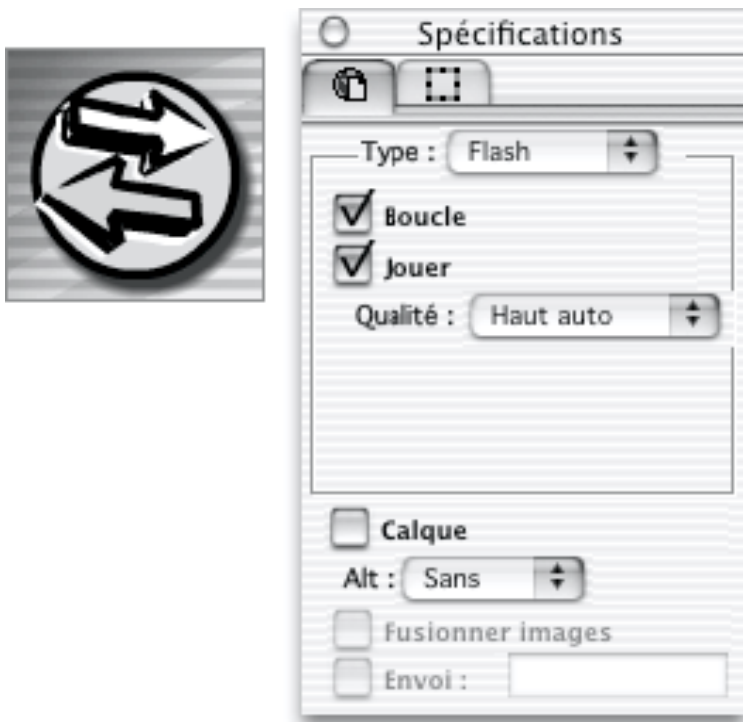 Spécifications
Type : Flash
Boucle
Jouer
Qualité : Haut auto
Calque
Alt : Sans
Fusionner images
Envoi :